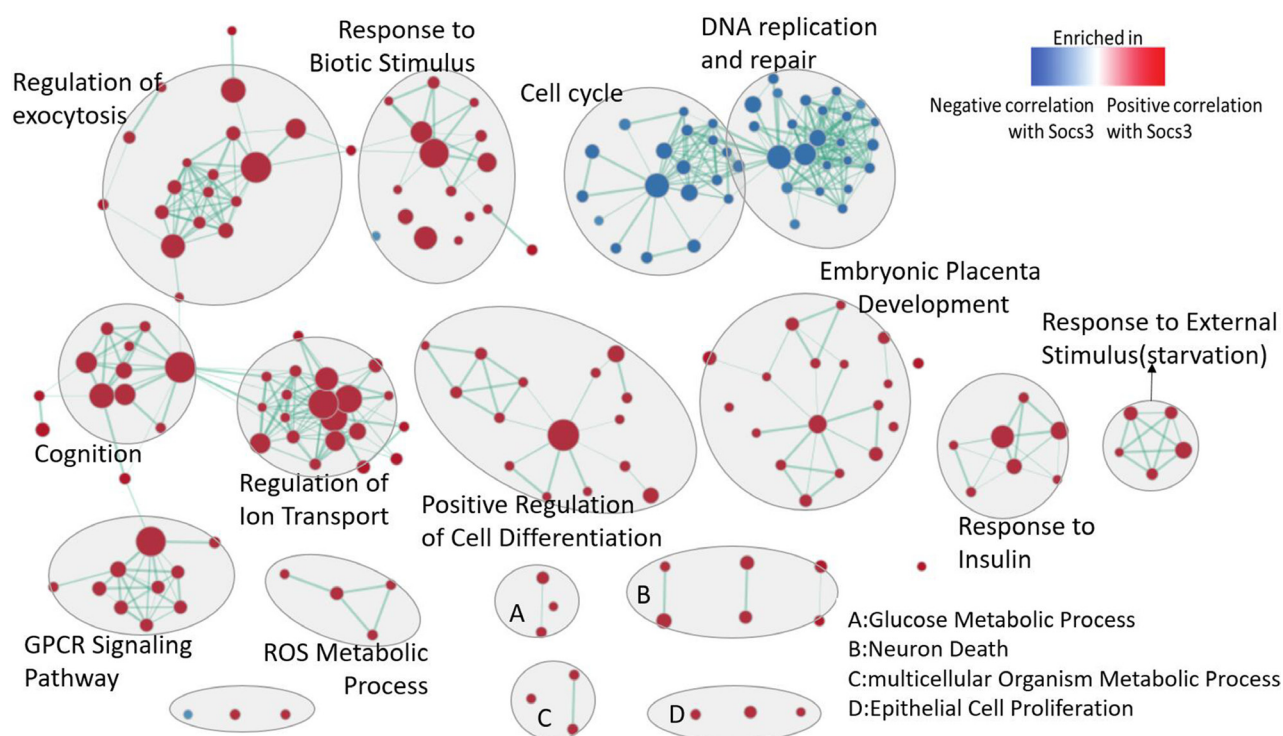 Regulation of
exocytosis
Response to
Biotic Stimulus
Cell cycle
DNA replication
and repair
Enriched in
Negative correlation
with Socs3
Positive correlation
with Socs3
Embryonic Placenta
Development
Response to External
Stimulus(starvation)
Cognition
Regulation of
Ion Transport
Positive Regulation
of Cell Differentiation
Response to
Insulin
GPCR Signaling
Pathway
ROS Metabolic
Process
A
B
C
D
A:Glucose Metabolic Process
B:Neuron Death
C:multicellular Organism Metabolic Process
D:Epithelial Cell Proliferation